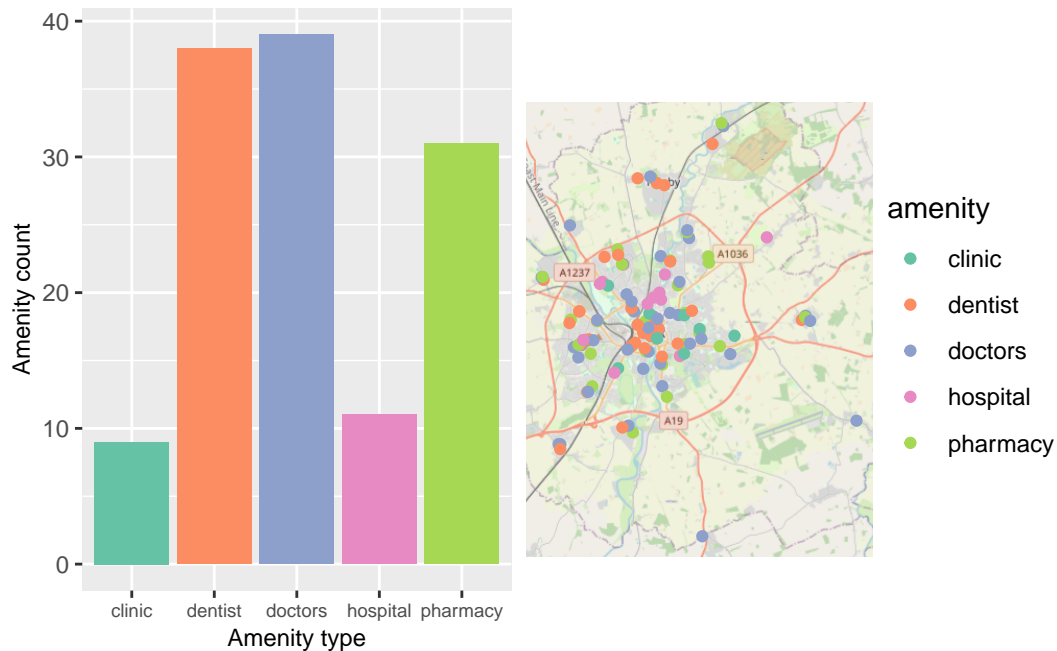 40
30
20
10
0
Amenity count
clinic dentist doctors hospital pharmacy
Amenity type
A1237
A1036
A19
amenity
clinic
dentist
doctors
hospital
pharmacy